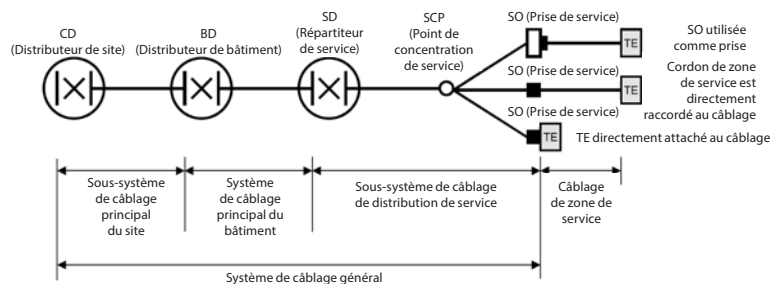 CD
(Distributeur de site)
BD
(Distributeur de bâtiment)
SD
(Répartiteur
de service)
SCP
(Point de
concentration
de service)
SO (Prise de service)
TE
SO utilisée
comme prise
SO (Prise de service)
TE
Cordon de zone
de service est
directement
raccordé au câblage
SO (Prise de service)
TE
TE directement attaché au câblage
Sous-système
de câblage
principal
du site
Système
de câblage
principal du
bâtiment
Sous-système de câblage
de distribution de service
Câblage
de zone de
service
Système de câblage général